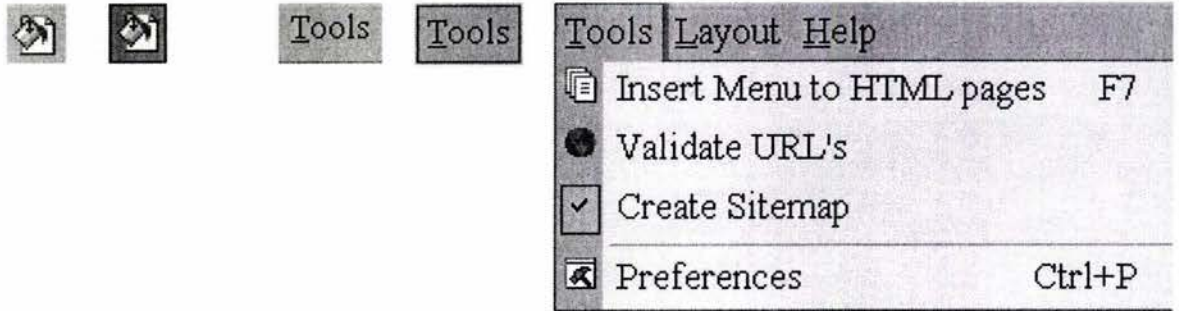 Tools Tools Tools Layout Help
Insert Menu to HTML pages F7
Validate URL's
Create Sitemap
Preferences Ctrl+P